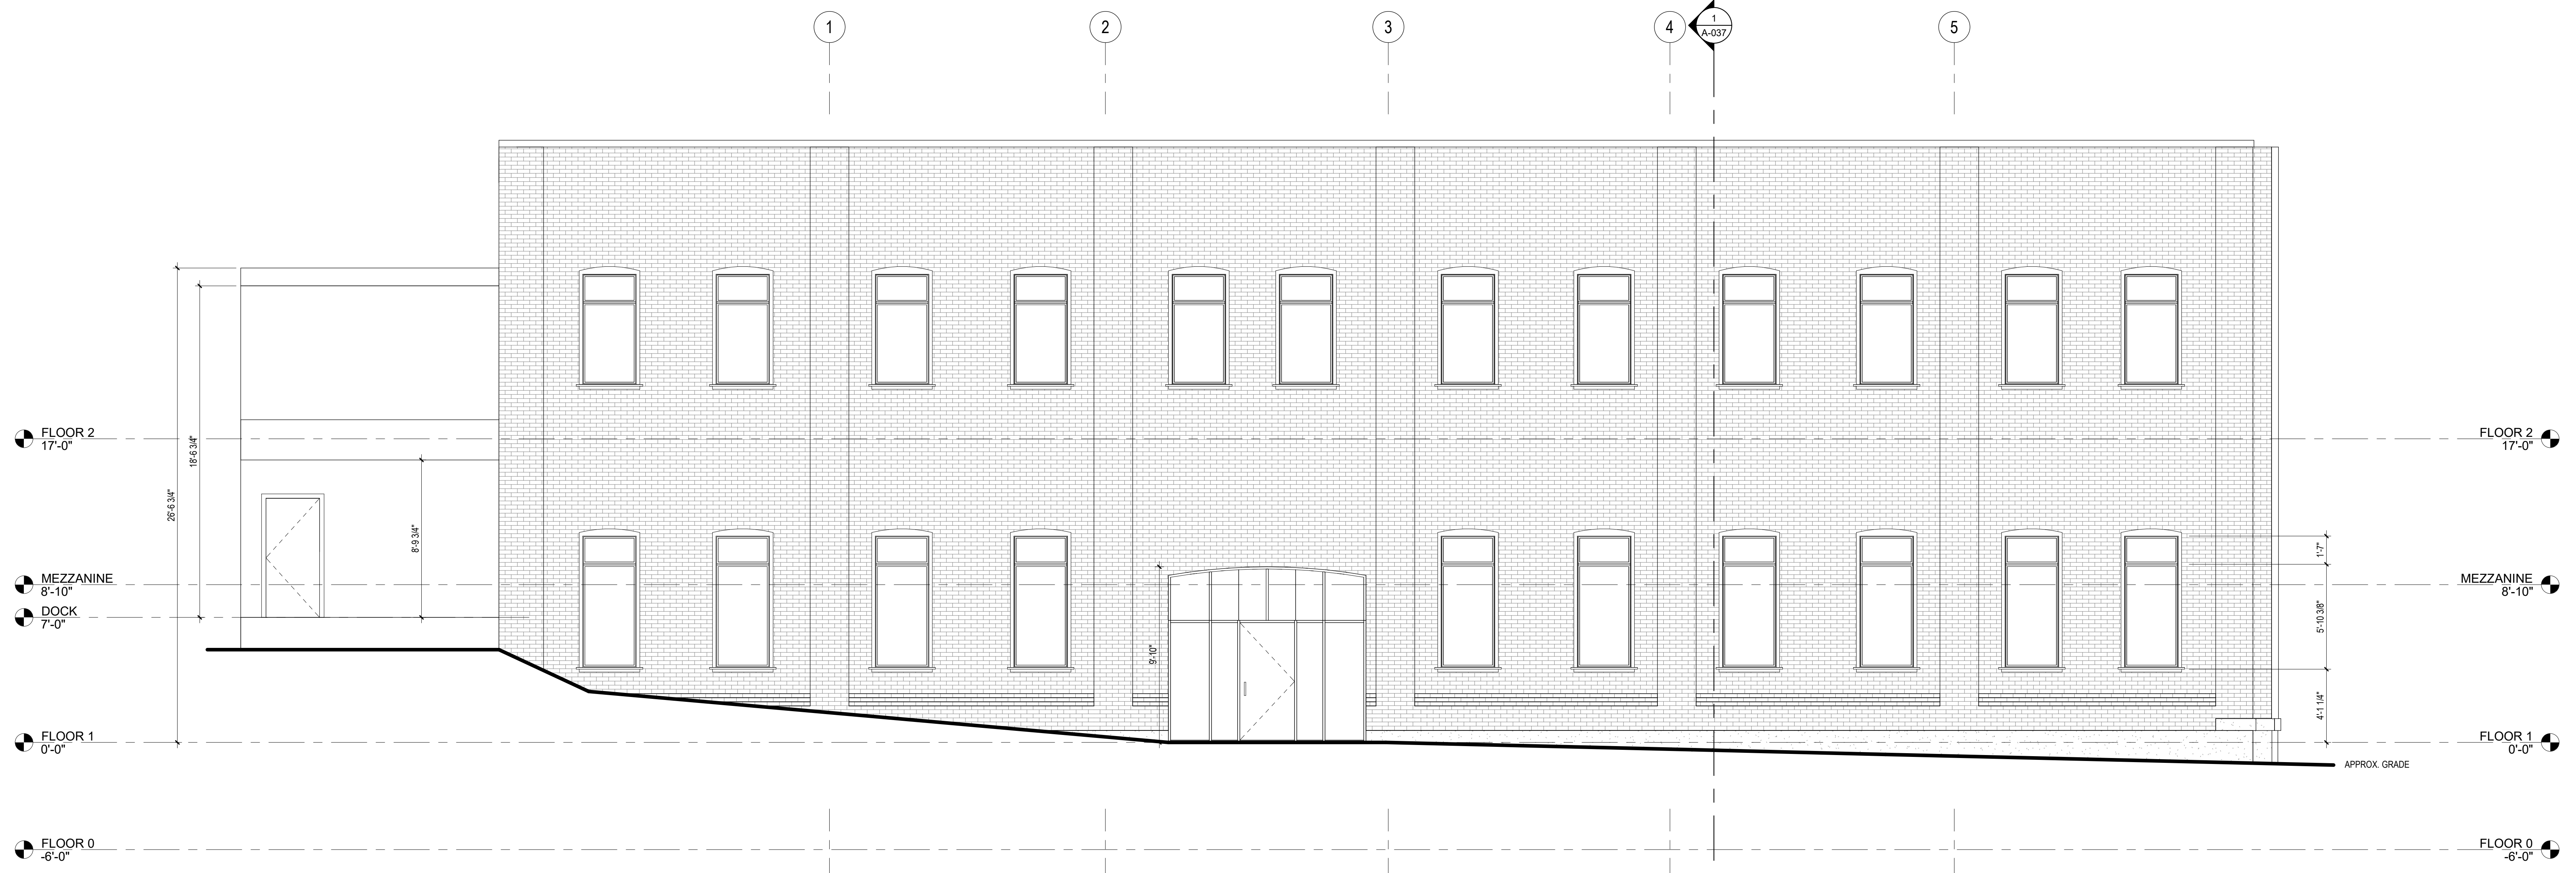 1
2
3
4
1
A-037
5
FLOOR 2
17'-0"
FLOOR 2
17'-0"
18'-6 3/4"
26'-6 3/4"
8'-9 3/4"
1'-7"
MEZZANINE
8'-10"
MEZZANINE
8'-10"
DOCK
7'-0"
5'-10 3/8"
9'-10"
4'-1 1/4"
FLOOR 1
0'-0"
FLOOR 1
0'-0"
APPROX. GRADE
FLOOR 0
-6'-0"
FLOOR 0
-6'-0"